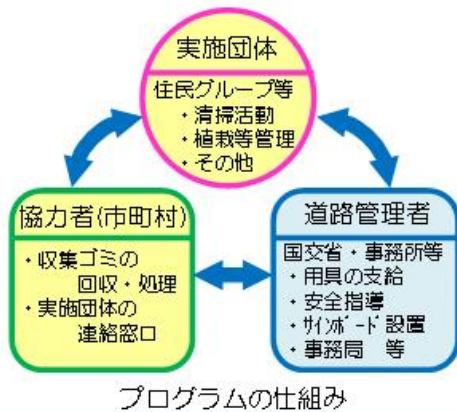 実施団体
住民グループ等
・清掃活動
・植栽等管理
・その他
協力者(市町村)
・収集ゴミの
回収・処理
・実施団体の
連絡窓口
道路管理者
国交省・事務所等
・用具の支給
・安全指導
・ｻｲﾝﾎﾞｰﾄﾞ設置
・事務局 等
プログラムの仕組み